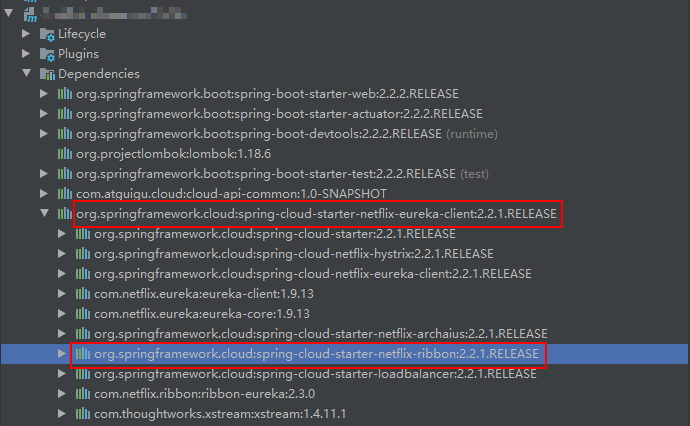 Lifecycle
Plugins
Dependencies
org.springframework.boot:spring-boot-starter-web:2.2.2.RELEASE
org.springframework.boot:spring-boot-starter-actuator:2.2.2.RELEASE
org.springframework.boot:spring-boot-devtools:2.2.2.RELEASE (runtime)
org.projectlombok:lombok:1.18.6
org.springframework.boot:spring-boot-starter-test:2.2.2.RELEASE (test)
com.atguigu.cloud:cloud-api-common:1.0-SNAPSHOT
org.springframework.cloud:spring-cloud-starter-netflix-eureka-client:2.2.1.RELEASE
org.springframework.cloud:spring-cloud-starter:2.2.1.RELEASE
org.springframework.cloud:spring-cloud-netflix-hystrix:2.2.1.RELEASE
org.springframework.cloud:spring-cloud-netflix-eureka-client:2.2.1.RELEASE
com.netflix.eureka:eureka-client:1.9.13
com.netflix.eureka:eureka-core:1.9.13
org.springframework.cloud:spring-cloud-starter-netflix-archaius:2.2.1.RELEASE
org.springframework.cloud:spring-cloud-starter-netflix-ribbon:2.2.1.RELEASE
org.springframework.cloud:spring-cloud-starter-loadbalancer:2.2.1.RELEASE
com.netflix.ribbon:ribbon-eureka:2.3.0
com.thoughtworks.xstream:xstream:1.4.11.1